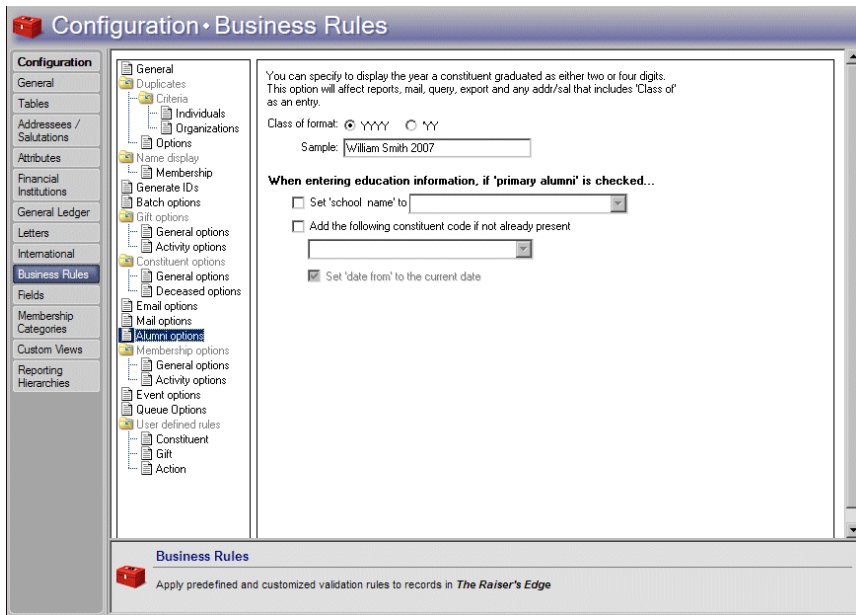 Configuration • Business Rules
Configuration
General
Tables
Addressees /
Salutations
Attributes
Financial
Institutions
General Ledger
Letters
International
Business Rules
Fields
Membership
Categories
Custom Views
Reporting
Hierarchies
General
Duplicates
Criteria
Individuals
Organizations
Options
Name display
Membership
Generate IDs
Batch options
Gift options
General options
Activity options
Constituent options
General options
Deceased options
Email options
Mail options
Alumni options
Membership options
General options
Activity options
Event options
Queue Options
User defined rules
Constituent
Gift
Action
You can specify to display the year a constituent graduated as either two or four digits.
This option will affect reports, mail, query, export and any addr/sal that includes 'Class of'
as an entry.
Class of format: YYYY YY
Sample: William Smith 2007
When entering education information, if 'primary alumni' is checked...
Set 'school name' to
Add the following constituent code if not already present
Set 'date from' to the current date
Business Rules
Apply predefined and customized validation rules to records in The Raiser's Edge